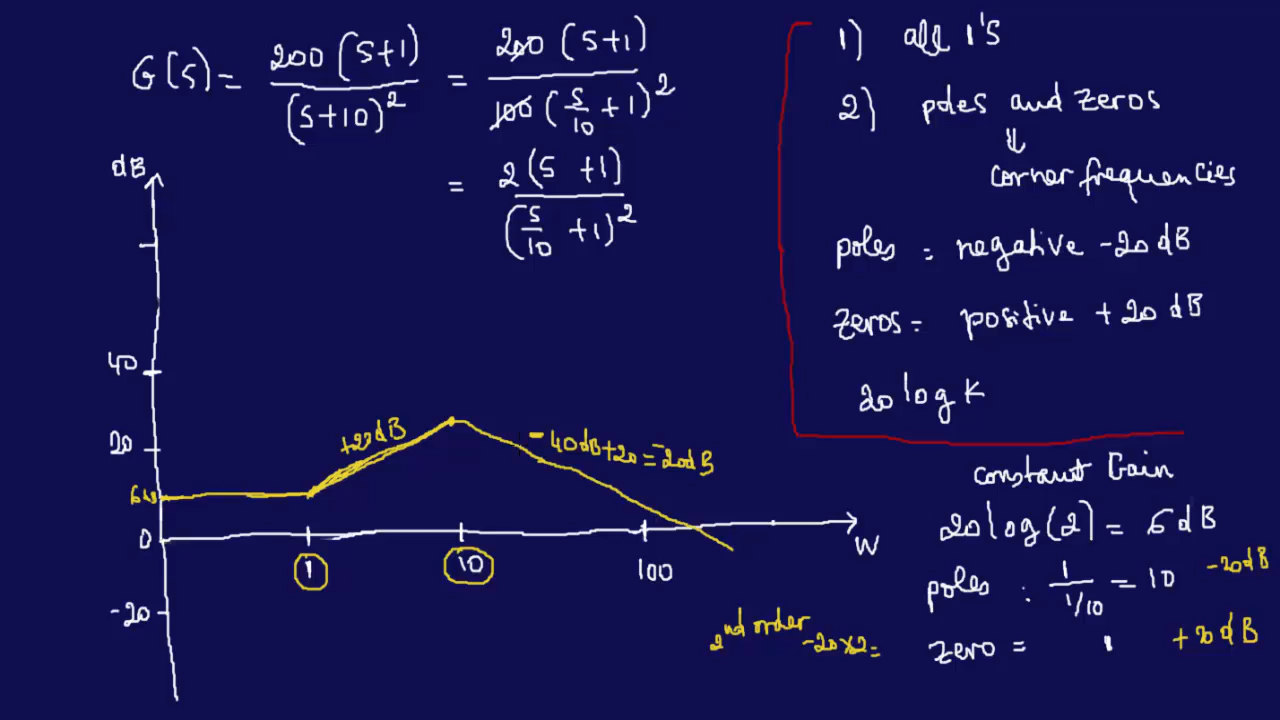 G(s) = 200 (s+1) / (s+10)² = 200 (s+1) / 100 (s/10 + 1)²
= 2 (s +1) / (s/10 +1)²
dB
40
20
6dB
0
-20
+20dB
-40dB+20=-20dB
1
10
100
W
2nd order -20x2=
1) all 1's
2) poles and zeros
⇓
corner frequencies
poles = negative -20 dB
zeros = positive + 20 dB
20 log K
constant Gain
20 log (2) = 6 dB
poles : 1 / 1/10 = 10 -20dB
zero = 1 +20dB